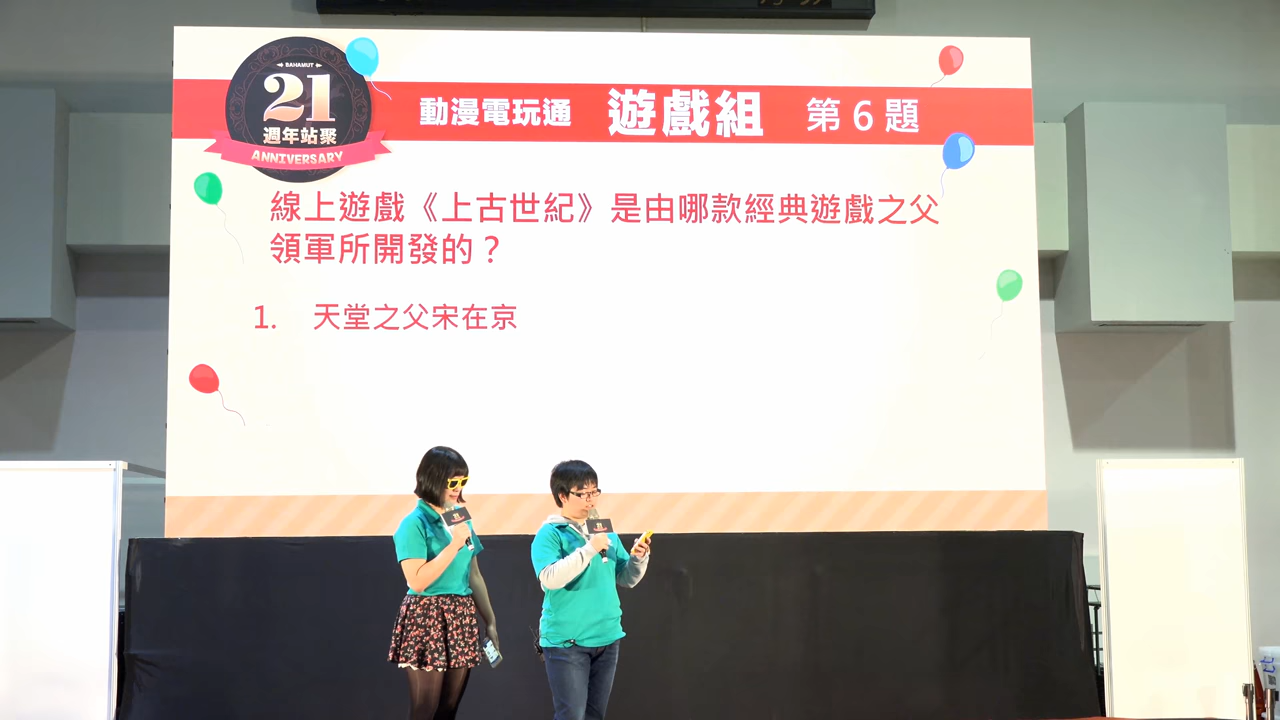 BAHAMUT
21
週年站聚
ANNIVERSARY
動漫電玩通 遊戲組 第6題
線上遊戲《上古世紀》是由哪款經典遊戲之父
領軍所開發的？
1. 天堂之父宋在京